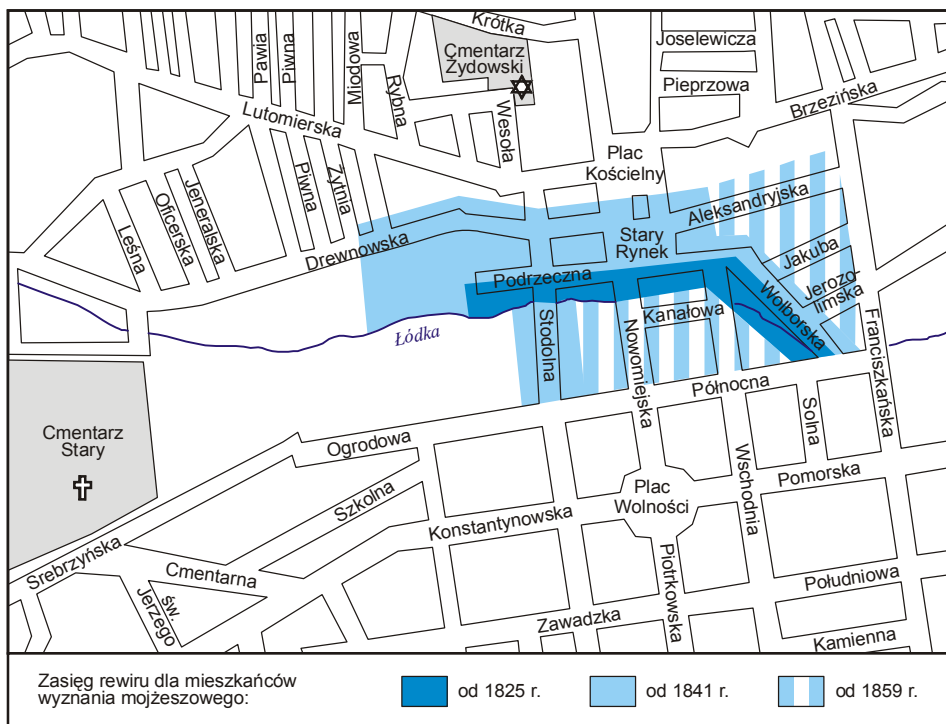 Krótka
Cmentarz
Żydowski
Joselewicza
Pieprzowa
Brzezińska
Pawia
Piwna
Miodowa
Rybna
Lutomierska
Wesoła
Plac
Kościelny
Piwna
Żytnia
Jeneralska
Oficerska
Leśna
Drewnowska
Aleksandryjska
Stary
Rynek
Jakuba
Jerozo-
limska
Podrzeczna
Wolborska
Kanałowa
Łódka
Stodolna
Nowomiejska
Franciszkańska
Północna
Solna
Cmentarz
Stary
Ogrodowa
Wschodnia
Pomorska
Szkolna
Plac
Wolności
Konstantynowska
Srebrzyńska
Cmentarna
Piotrkowska
Południowa
św.
Jerzego
Zawadzka
Kamienna
Zasięg rewiru dla mieszkańców
wyznania mojżeszowego:
od 1825 r.
od 1841 r.
od 1859 r.